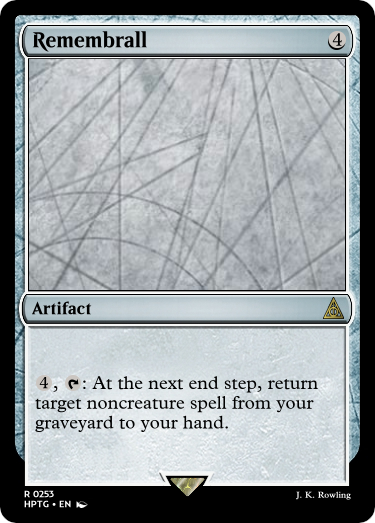 Remembrall 4
Artifact
4, : At the next end step, return
target noncreature spell from your
graveyard to your hand.
R 0253
HPTG • EN
J. K. Rowling